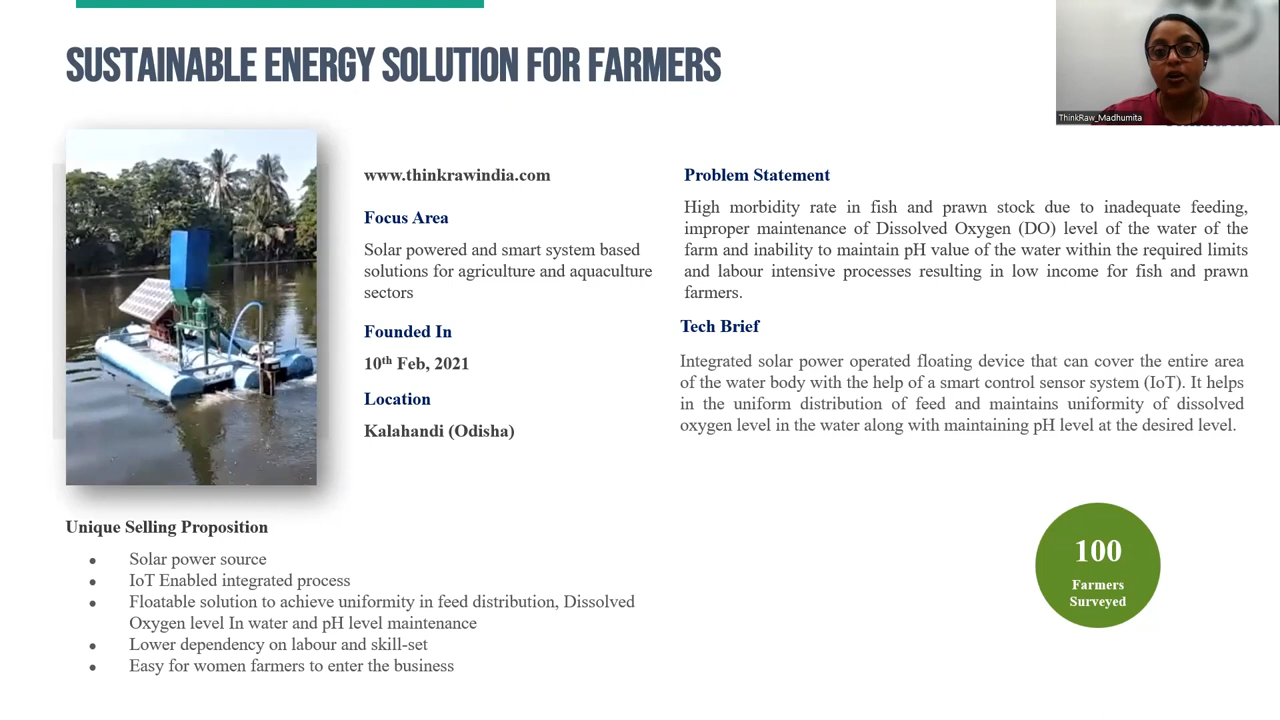 SUSTAINABLE ENERGY SOLUTION FOR FARMERS
ThinkRaw_Madhumita
www.thinkrawindia.com
Focus Area
Solar powered and smart system based
solutions for agriculture and aquaculture
sectors
Founded In
10th Feb, 2021
Location
Kalahandi (Odisha)
Problem Statement
High morbidity rate in fish and prawn stock due to inadequate feeding,
improper maintenance of Dissolved Oxygen (DO) level of the water of the
farm and inability to maintain pH value of the water within the required limits
and labour intensive processes resulting in low income for fish and prawn
farmers.
Tech Brief
Integrated solar power operated floating device that can cover the entire area
of the water body with the help of a smart control sensor system (IoT). It helps
in the uniform distribution of feed and maintains uniformity of dissolved
oxygen level in the water along with maintaining pH level at the desired level.
Unique Selling Proposition
● Solar power source
● IoT Enabled integrated process
● Floatable solution to achieve uniformity in feed distribution, Dissolved
Oxygen level In water and pH level maintenance
● Lower dependency on labour and skill-set
● Easy for women farmers to enter the business
100
Farmers
Surveyed